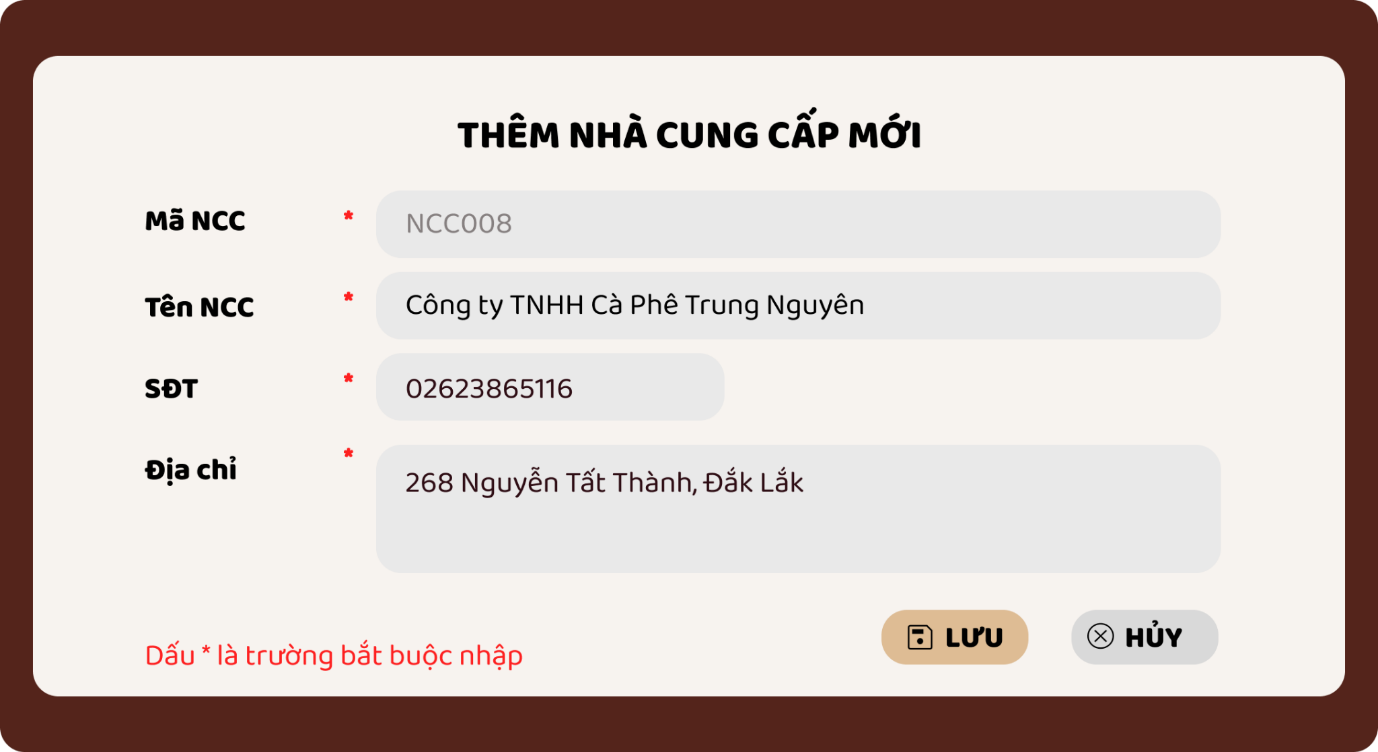 THÊM NHÀ CUNG CẤP MỚI
Mã NCC * NCC008
Tên NCC * Công ty TNHH Cà Phê Trung Nguyên
SĐT * 02623865116
Địa chỉ * 268 Nguyễn Tất Thành, Đắk Lắk
LƯU HỦY
Dấu * là trường bắt buộc nhập